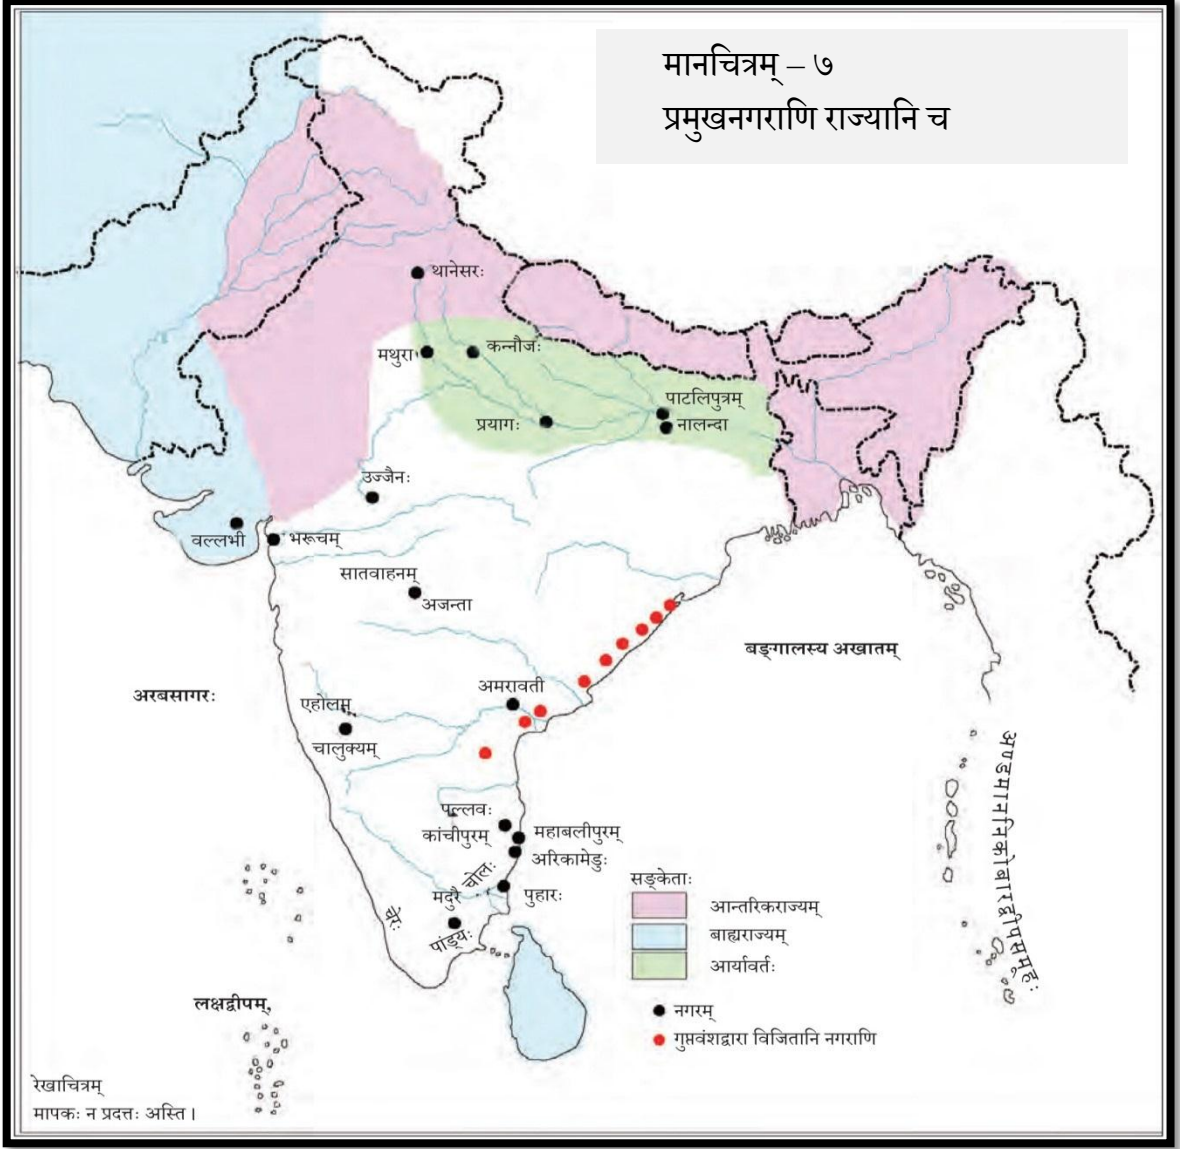 मानचित्रम् – ७
प्रमुखनगराणि राज्यानि च
थानेसरः
मथुरा
कन्नौजः
पाटलिपुत्रम्
प्रयागः
नालन्दा
उज्जैनः
वल्लभी
भरूचम्
सातवाहनम्
अजन्ता
बङ्गालस्य अखातम्
अरबसागरः
अमरावती
एहोलम्
चालुक्यम्
पल्लवः
कांचीपुरम्
महाबलीपुरम्
अरिकामेडुः
चोलः
मदुरै
पुहारः
चेरः
पांड्यः
अण्डमाननिकोबारद्वीपसमूहः
लक्षद्वीपम्,
सङ्केताः
आन्तरिकराज्यम्
बाह्यराज्यम्
आर्यावर्तः
नगरम्
गुप्तवंशद्वारा विजितानि नगराणि
रेखाचित्रम्
मापकः न प्रदत्तः अस्ति।